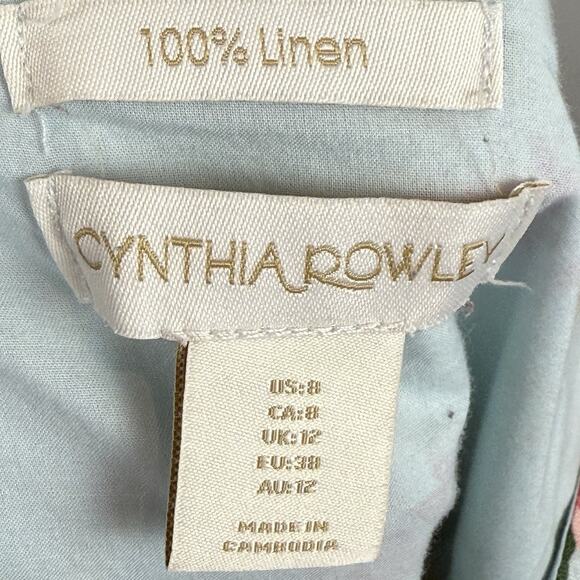 100% Linen
CYNTHIA ROWLEY
US:8
CA:8
UK:12
EU:38
AU:12
MADE IN
CAMBODIA